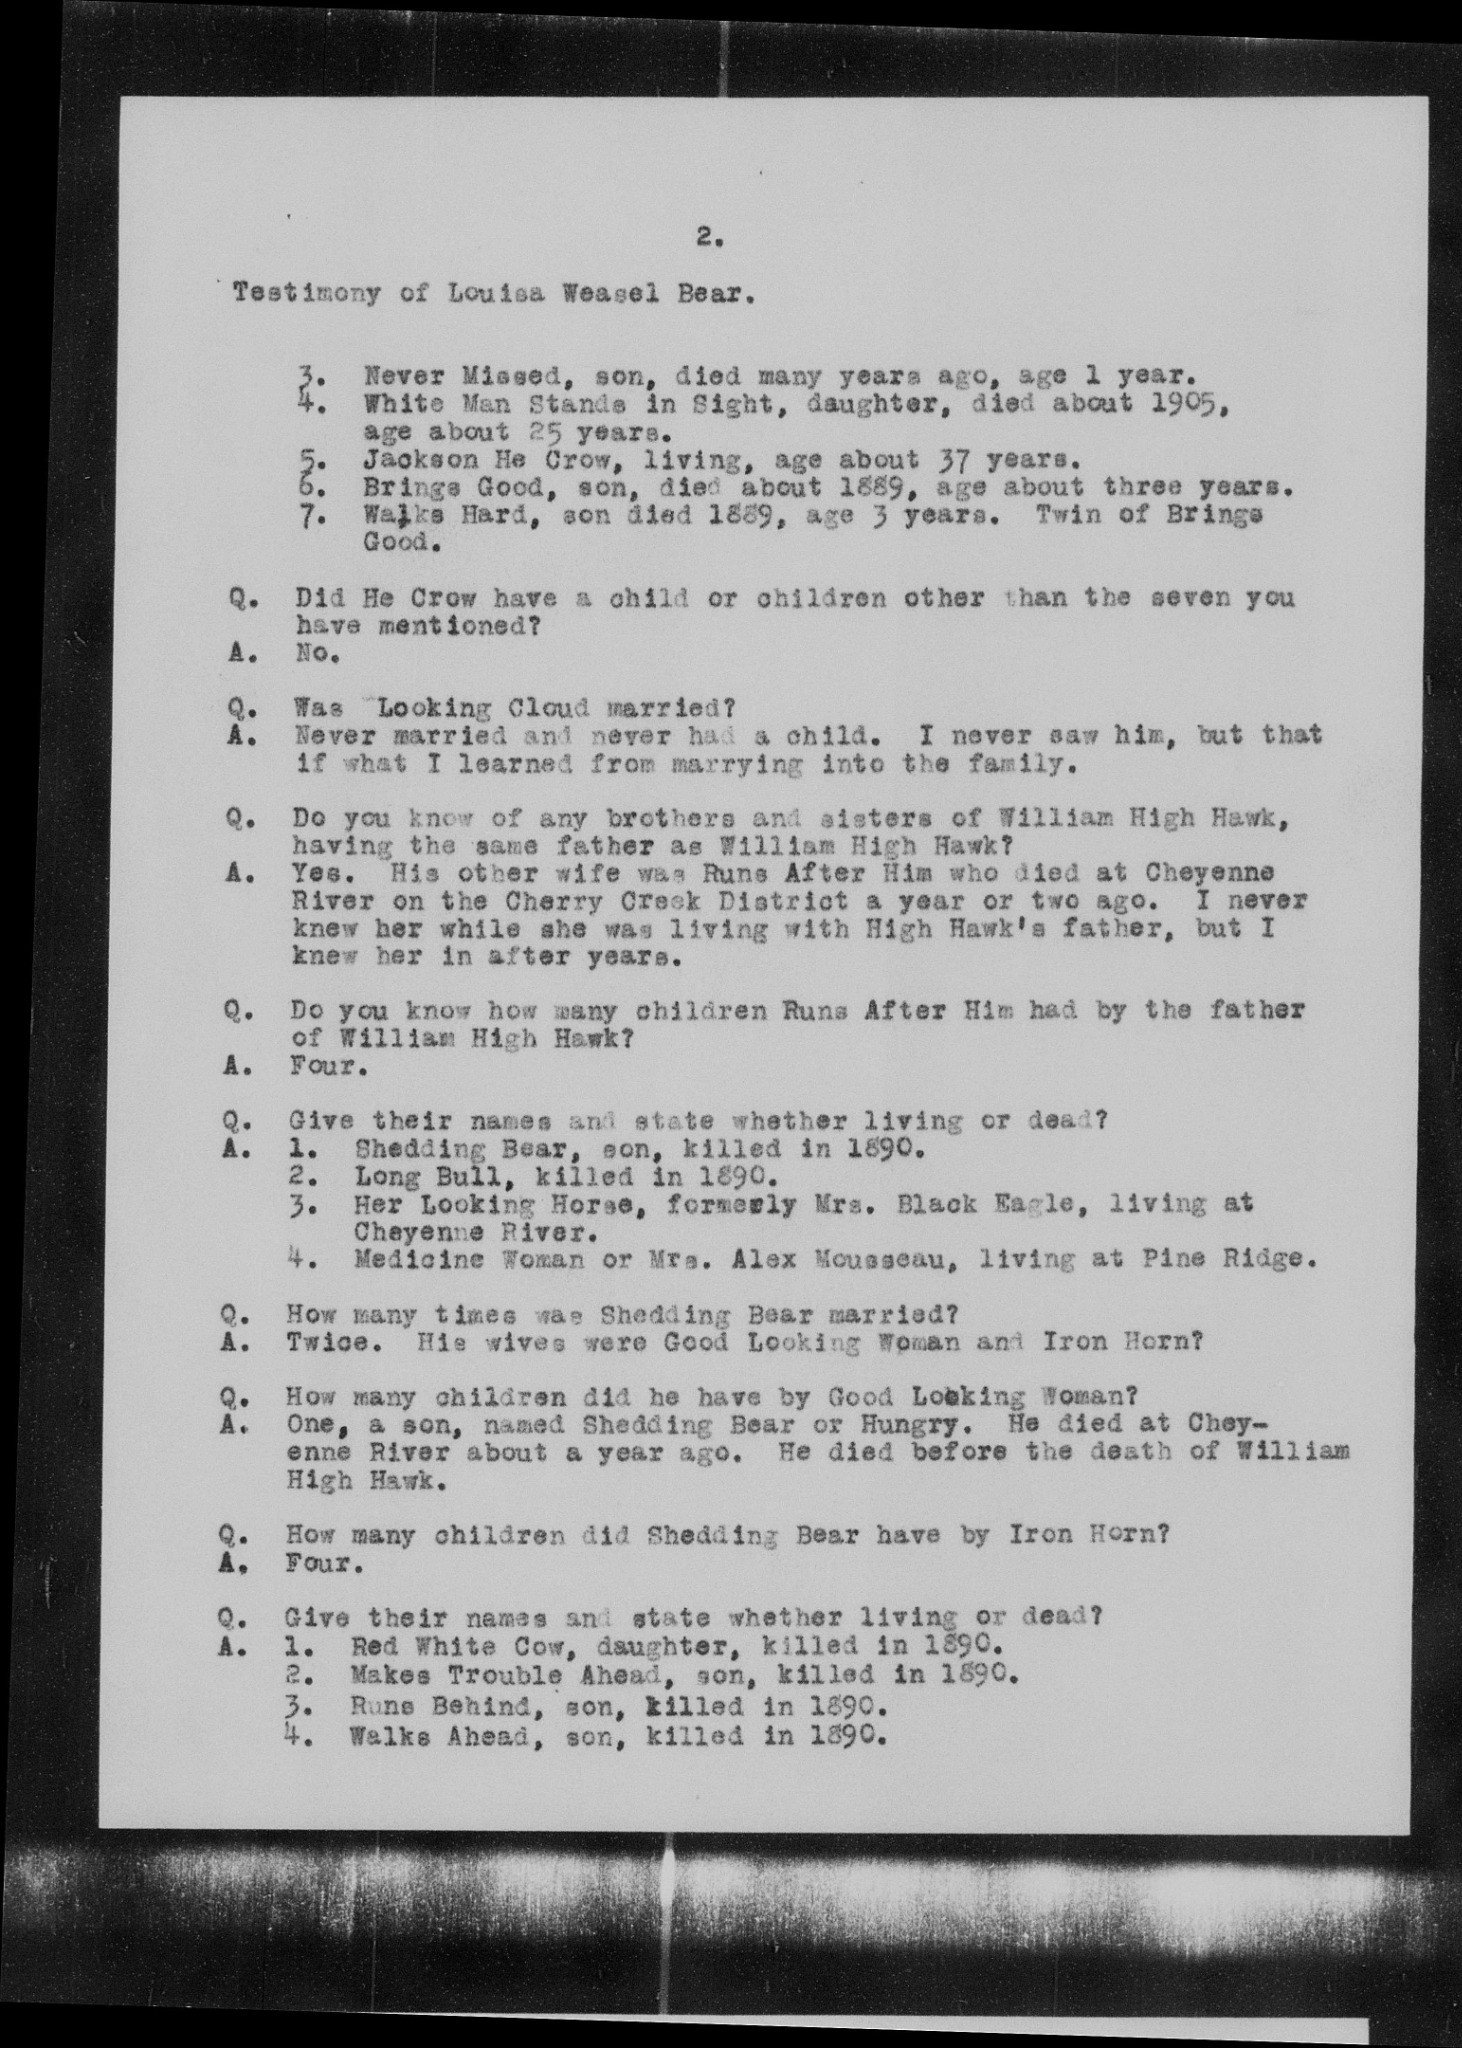 2.
Testimony of Louisa Weasel Bear.
3. Never Missed, son, died many years ago, age 1 year.
4. White Man Stands in Sight, daughter, died about 1905,
age about 25 years.
5. Jackson He Crow, living, age about 37 years.
6. Brings Good, son, died about 1889, age about three years.
7. Walks Hard, son died 1889, age 3 years. Twin of Brings
Good.
Q. Did He Crow have a child or children other than the seven you
have mentioned?
A. No.
Q. Was Looking Cloud married?
A. Never married and never had a child. I never saw him, but that
if what I learned from marrying into the family.
Q. Do you know of any brothers and sisters of William High Hawk,
having the same father as William High Hawk?
A. Yes. His other wife was Runs After Him who died at Cheyenne
River on the Cherry Creek District a year or two ago. I never
knew her while she was living with High Hawk's father, but I
knew her in after years.
Q. Do you know how many children Runs After Him had by the father
of William High Hawk?
A. Four.
Q. Give their names and state whether living or dead?
A. 1. Shedding Bear, son, killed in 1890.
2. Long Bull, killed in 1890.
3. Her Looking Horse, formerly Mrs. Black Eagle, living at
Cheyenne River.
4. Medicine Woman or Mrs. Alex Mousseau, living at Pine Ridge.
Q. How many times was Shedding Bear married?
A. Twice. His wives were Good Looking Woman and Iron Horn?
Q. How many children did he have by Good Looking Woman?
A. One, a son, named Shedding Bear or Hungry. He died at Chey-
enne River about a year ago. He died before the death of William
High Hawk.
Q. How many children did Shedding Bear have by Iron Horn?
A. Four.
Q. Give their names and state whether living or dead?
A. 1. Red White Cow, daughter, killed in 1890.
2. Makes Trouble Ahead, son, killed in 1890.
3. Runs Behind, son, killed in 1890.
4. Walks Ahead, son, killed in 1890.